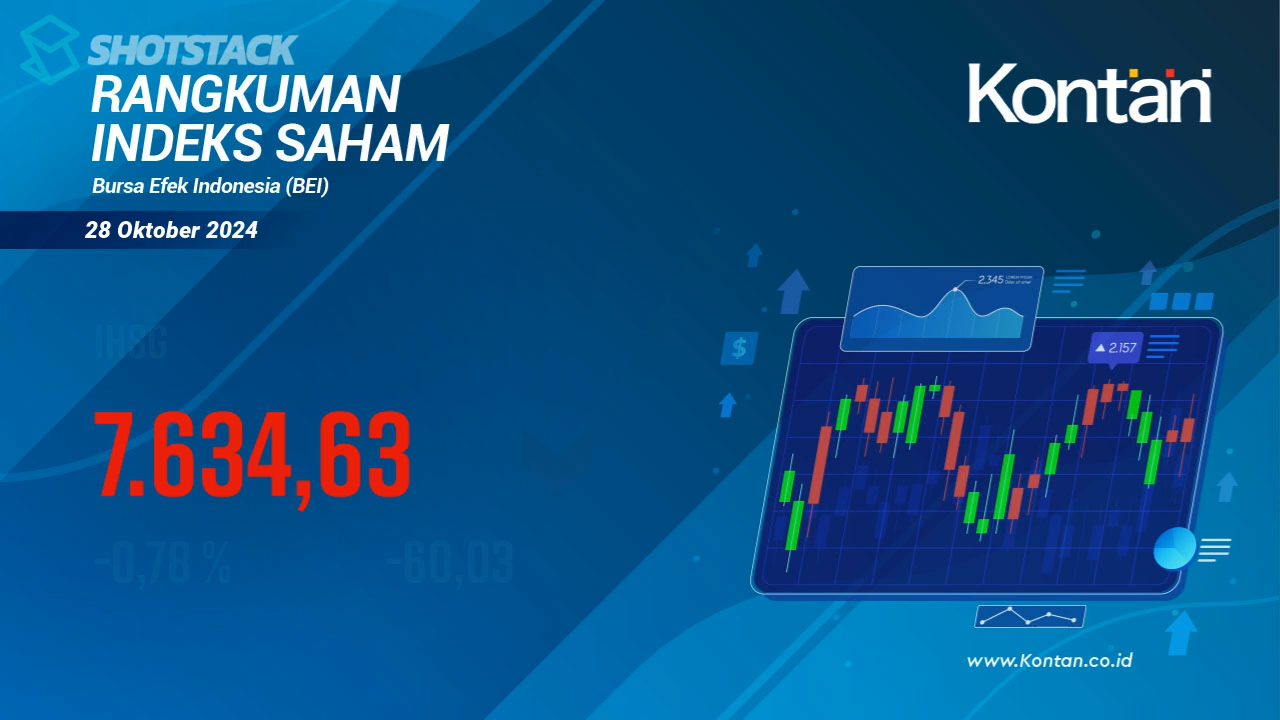 SHOTSTACK
RANGKUMAN
INDEKS SAHAM
Bursa Efek Indonesia (BEI)
28 Oktober 2024
Kontan
IHSG
7.634,63
-0,78 %
-60,03
2.345
$
2.157
www.Kontan.co.id